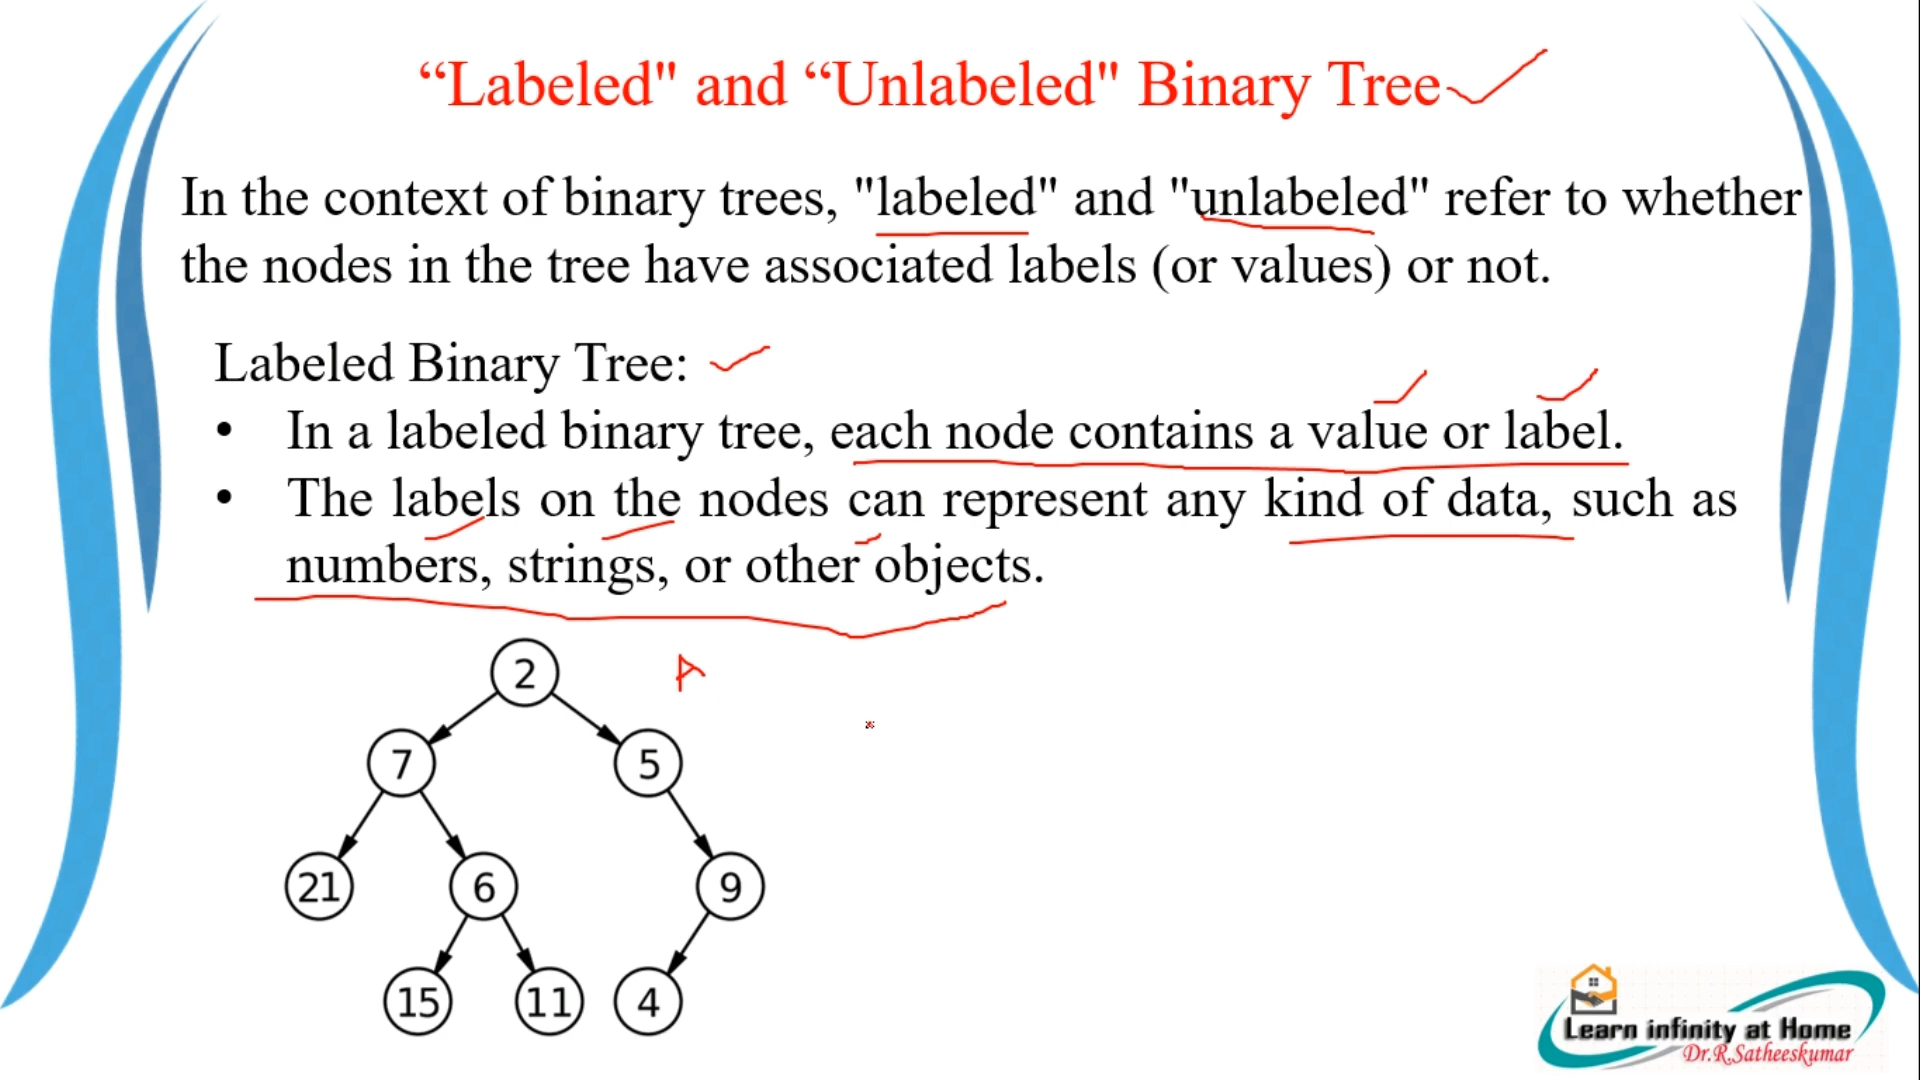 “Labeled" and “Unlabeled" Binary Tree
In the context of binary trees, "labeled" and "unlabeled" refer to whether
the nodes in the tree have associated labels (or values) or not.
Labeled Binary Tree:
• In a labeled binary tree, each node contains a value or label.
• The labels on the nodes can represent any kind of data, such as
numbers, strings, or other objects.
2 A
7 5
21 6 9
15 11 4
Learn infinity at Home
Dr.R.Satheeskumar